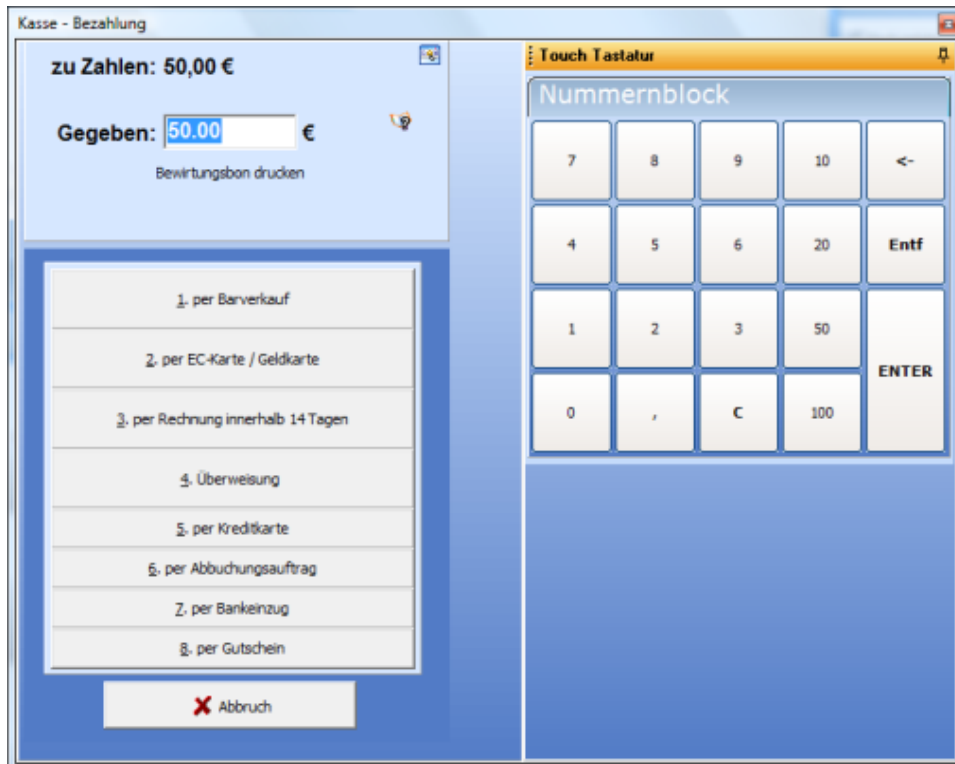 Kasse - Bezahlung
zu Zahlen: 50,00 €
Gegeben: 50.00 €
Bewirtungsbon drucken
1. per Barverkauf
2. per EC-Karte / Geldkarte
3. per Rechnung innerhalb 14 Tagen
4. Überweisung
5. per Kreditkarte
6. per Abbuchungsauftrag
7. per Bankeinzug
8. per Gutschein
Abbruch
Touch Tastatur
Nummernblock
7 8 9 10 <-
4 5 6 20 Entf
1 2 3 50
ENTER
0 , C 100